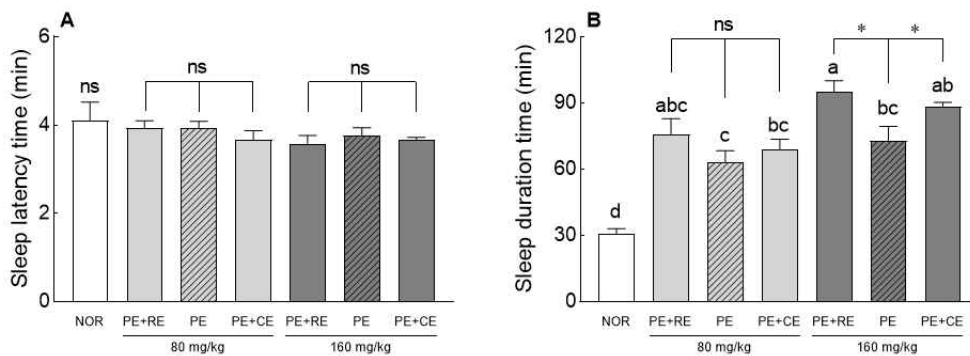 A
Sleep latency time (min)
6
4
2
0
ns
ns
ns
NOR
PE+RE
PE
PE+CE
PE+RE
PE
PE+CE
80 mg/kg
160 mg/kg
B
Sleep duration time (min)
120
90
60
30
0
ns
* *
d
abc
c
bc
a
bc
ab
NOR
PE+RE
PE
PE+CE
PE+RE
PE
PE+CE
80 mg/kg
160 mg/kg